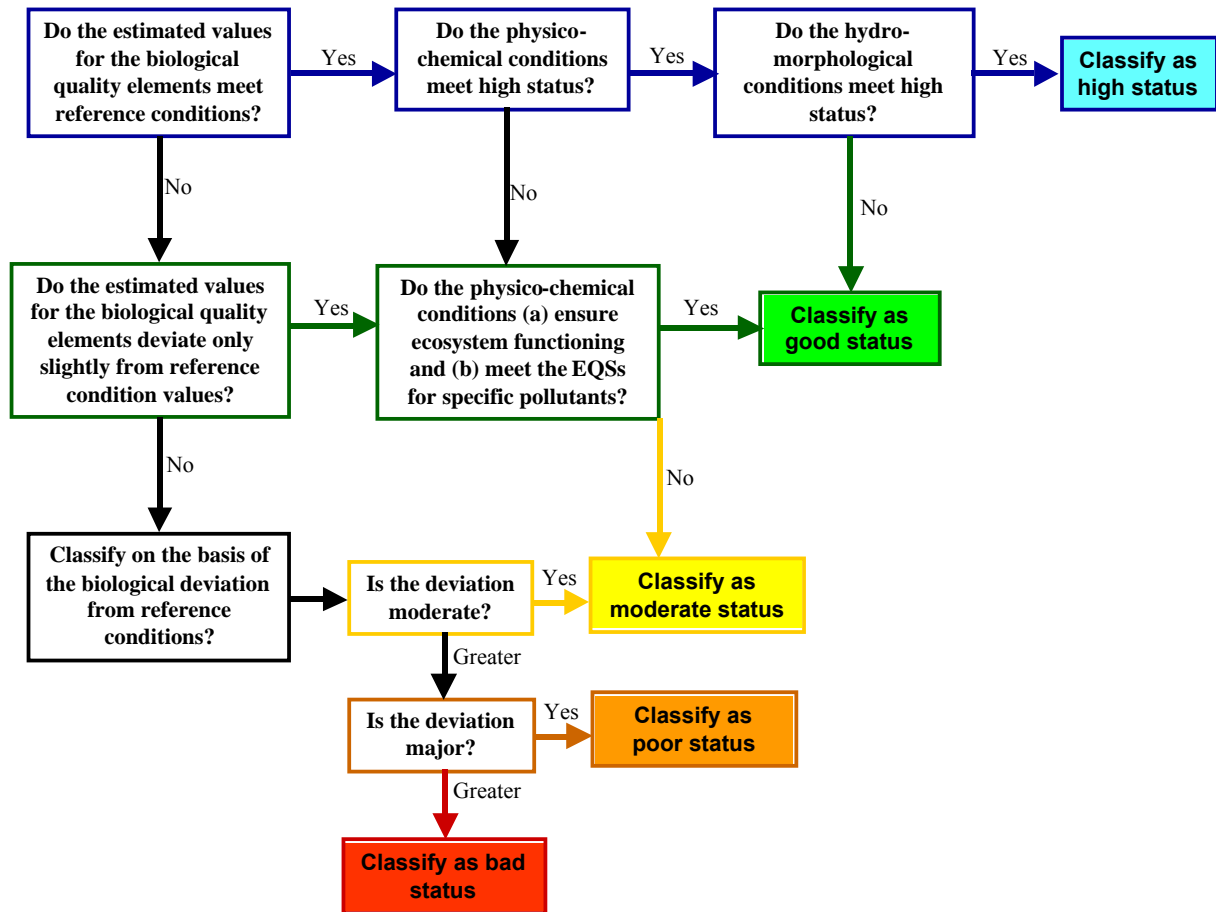 Do the estimated values
for the biological
quality elements meet
reference conditions?
Yes
Do the physico-
chemical conditions
meet high status?
Yes
Do the hydro-
morphological
conditions meet high
status?
Yes
Classify as
high status
No
No
No
Do the estimated values
for the biological quality
elements deviate only
slightly from reference
condition values?
Yes
Do the physico-chemical
conditions (a) ensure
ecosystem functioning
and (b) meet the EQSs
for specific pollutants?
Yes
Classify as
good status
No
No
Classify on the basis of
the biological deviation
from reference
conditions?
Is the deviation
moderate?
Yes
Classify as
moderate status
Greater
Is the deviation
major?
Yes
Classify as
poor status
Greater
Classify as bad
status